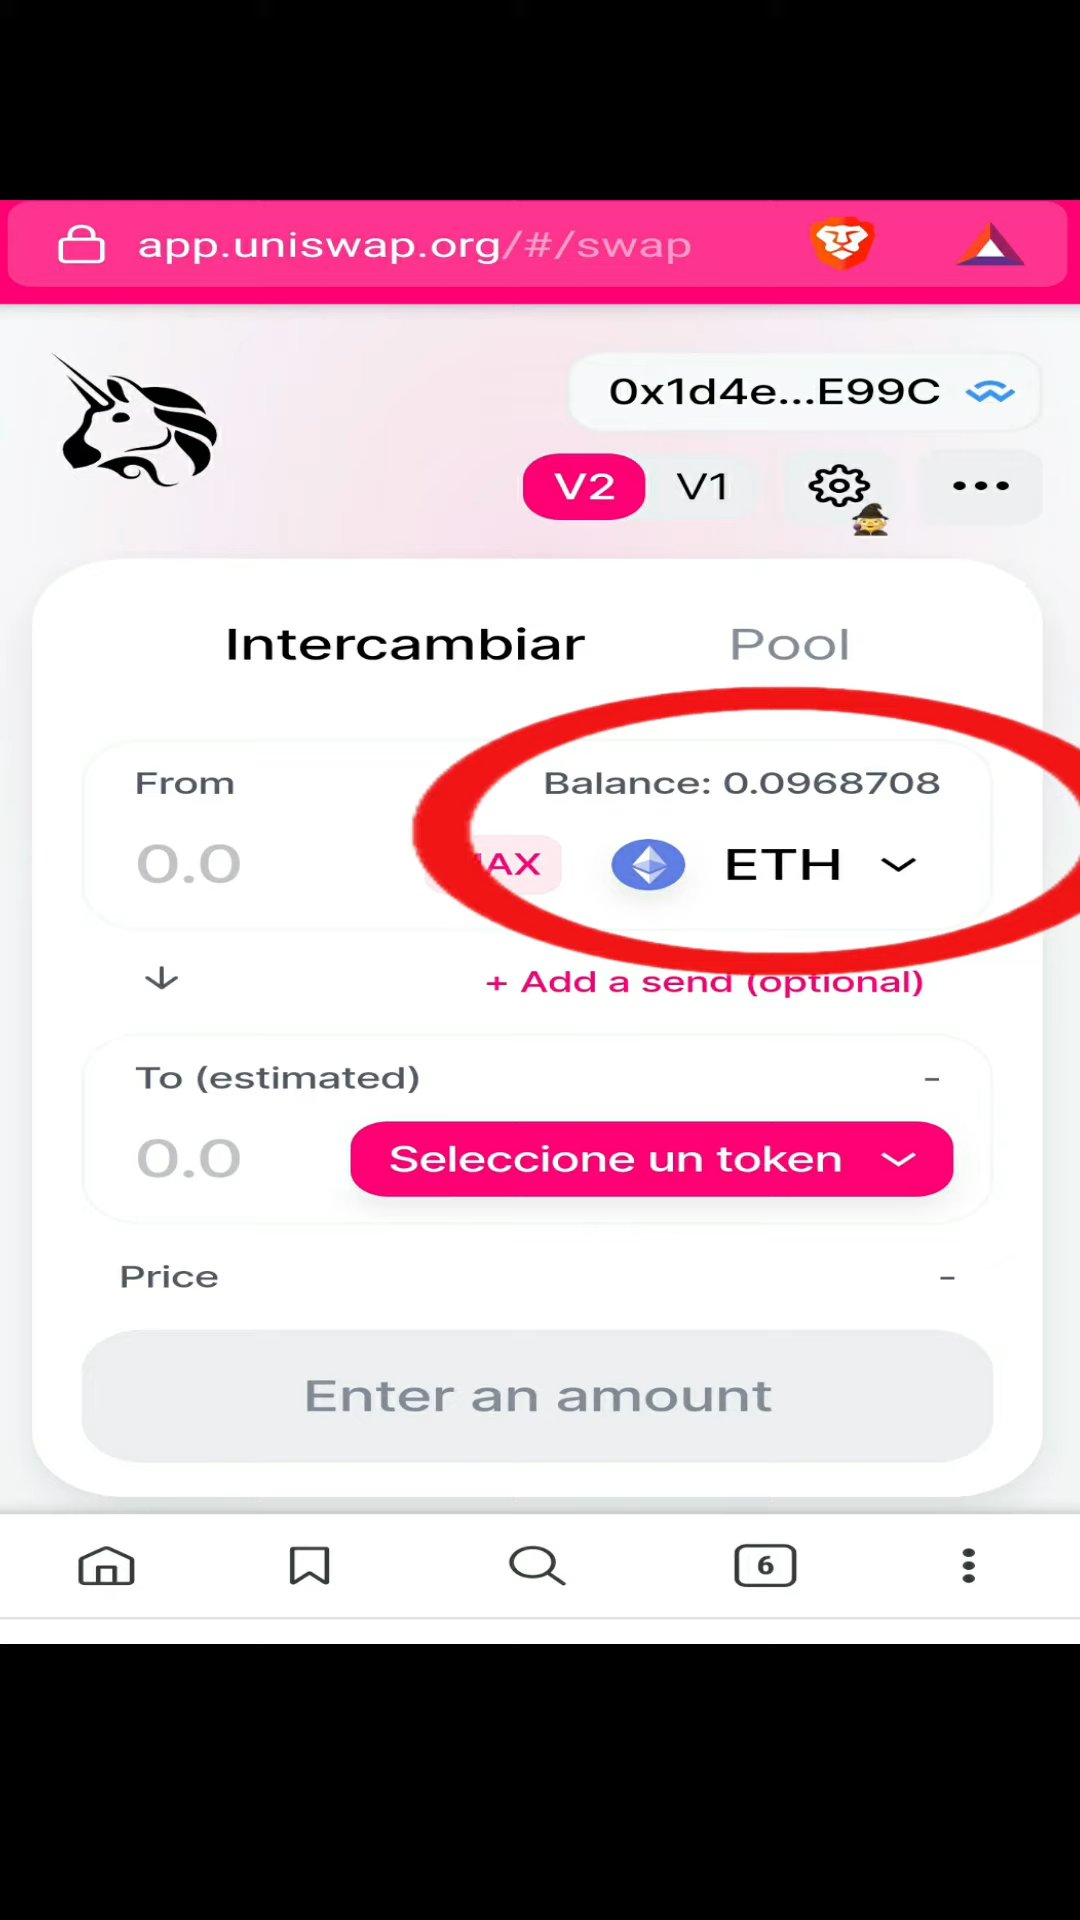 app.uniswap.org/#/swap
0x1d4e...E99C
V2 V1
Intercambiar Pool
From Balance: 0.0968708
0.0 ETH
+ Add a send (optional)
To (estimated) -
0.0 Seleccione un token
Price -
Enter an amount
6